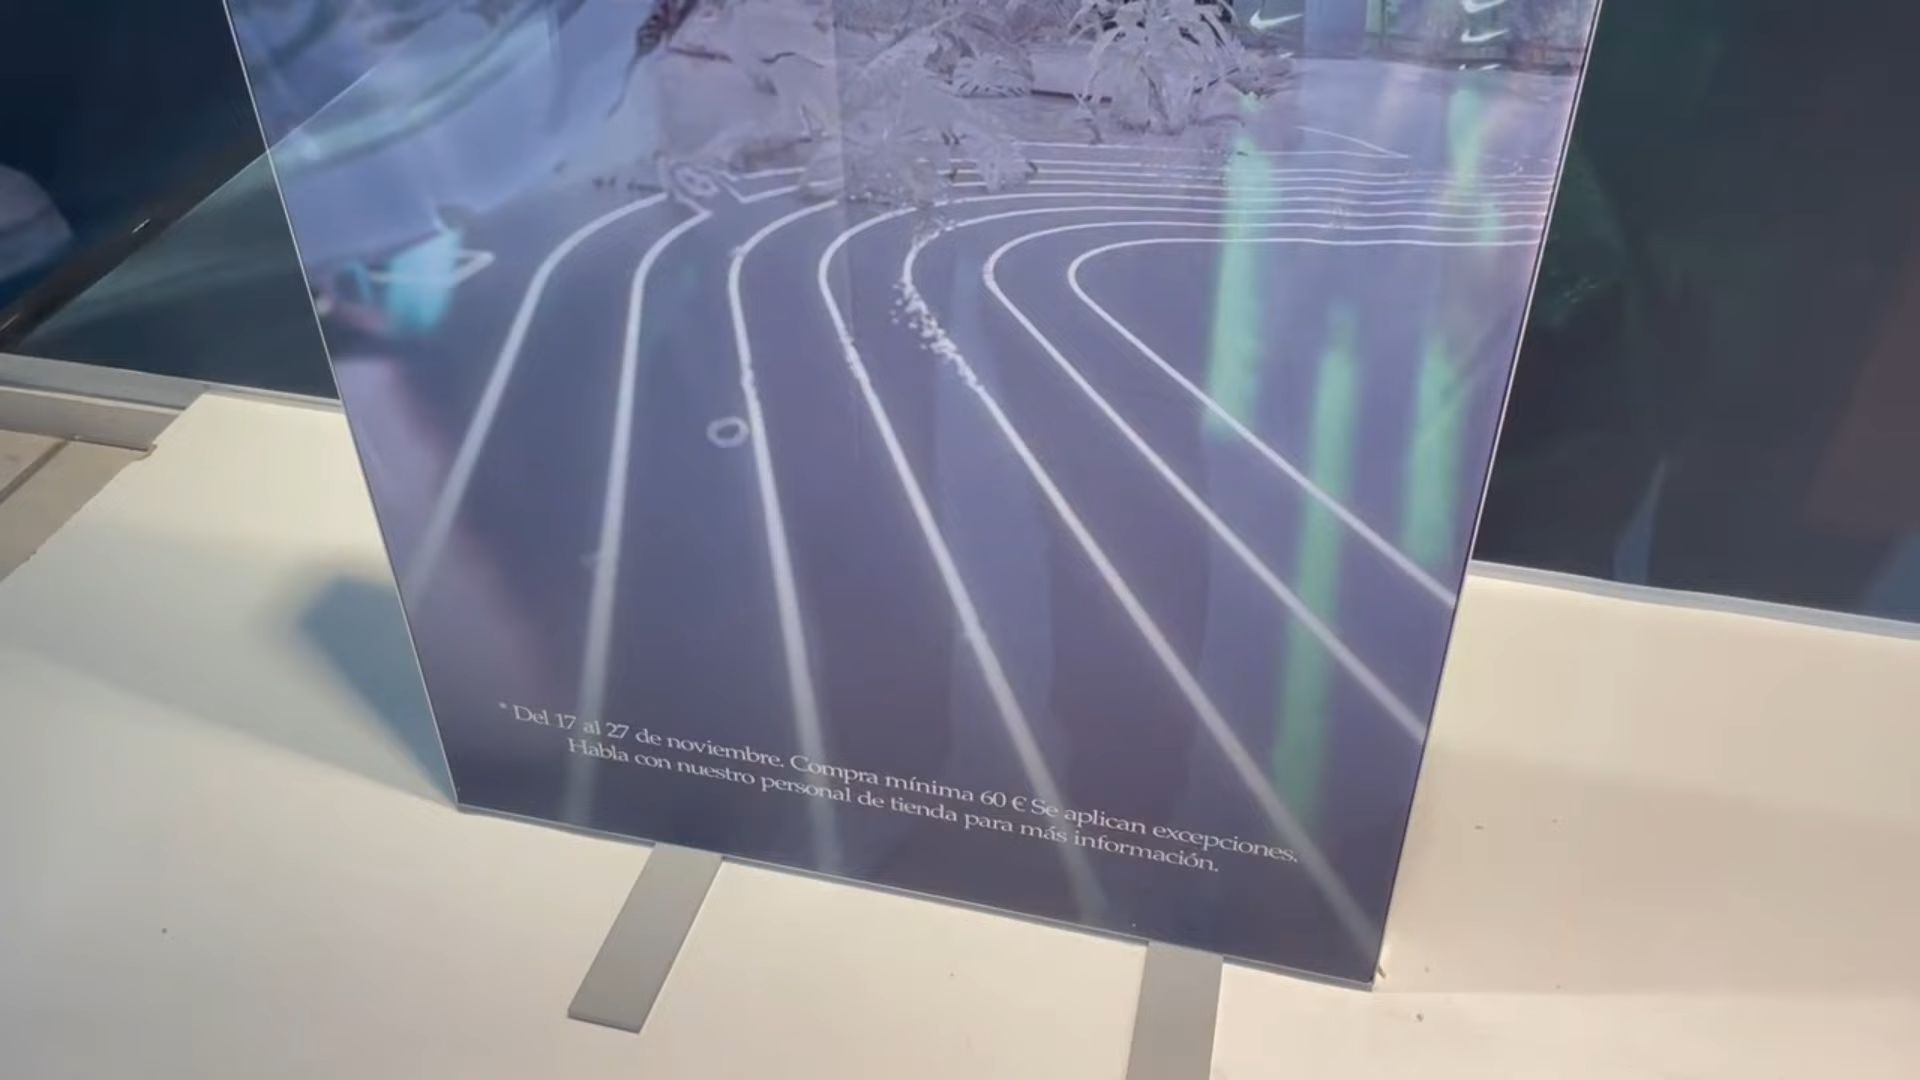 * Del 17 al 27 de noviembre. Compra mínima 60 € Se aplican excepciones.
Habla con nuestro personal de tienda para más información.